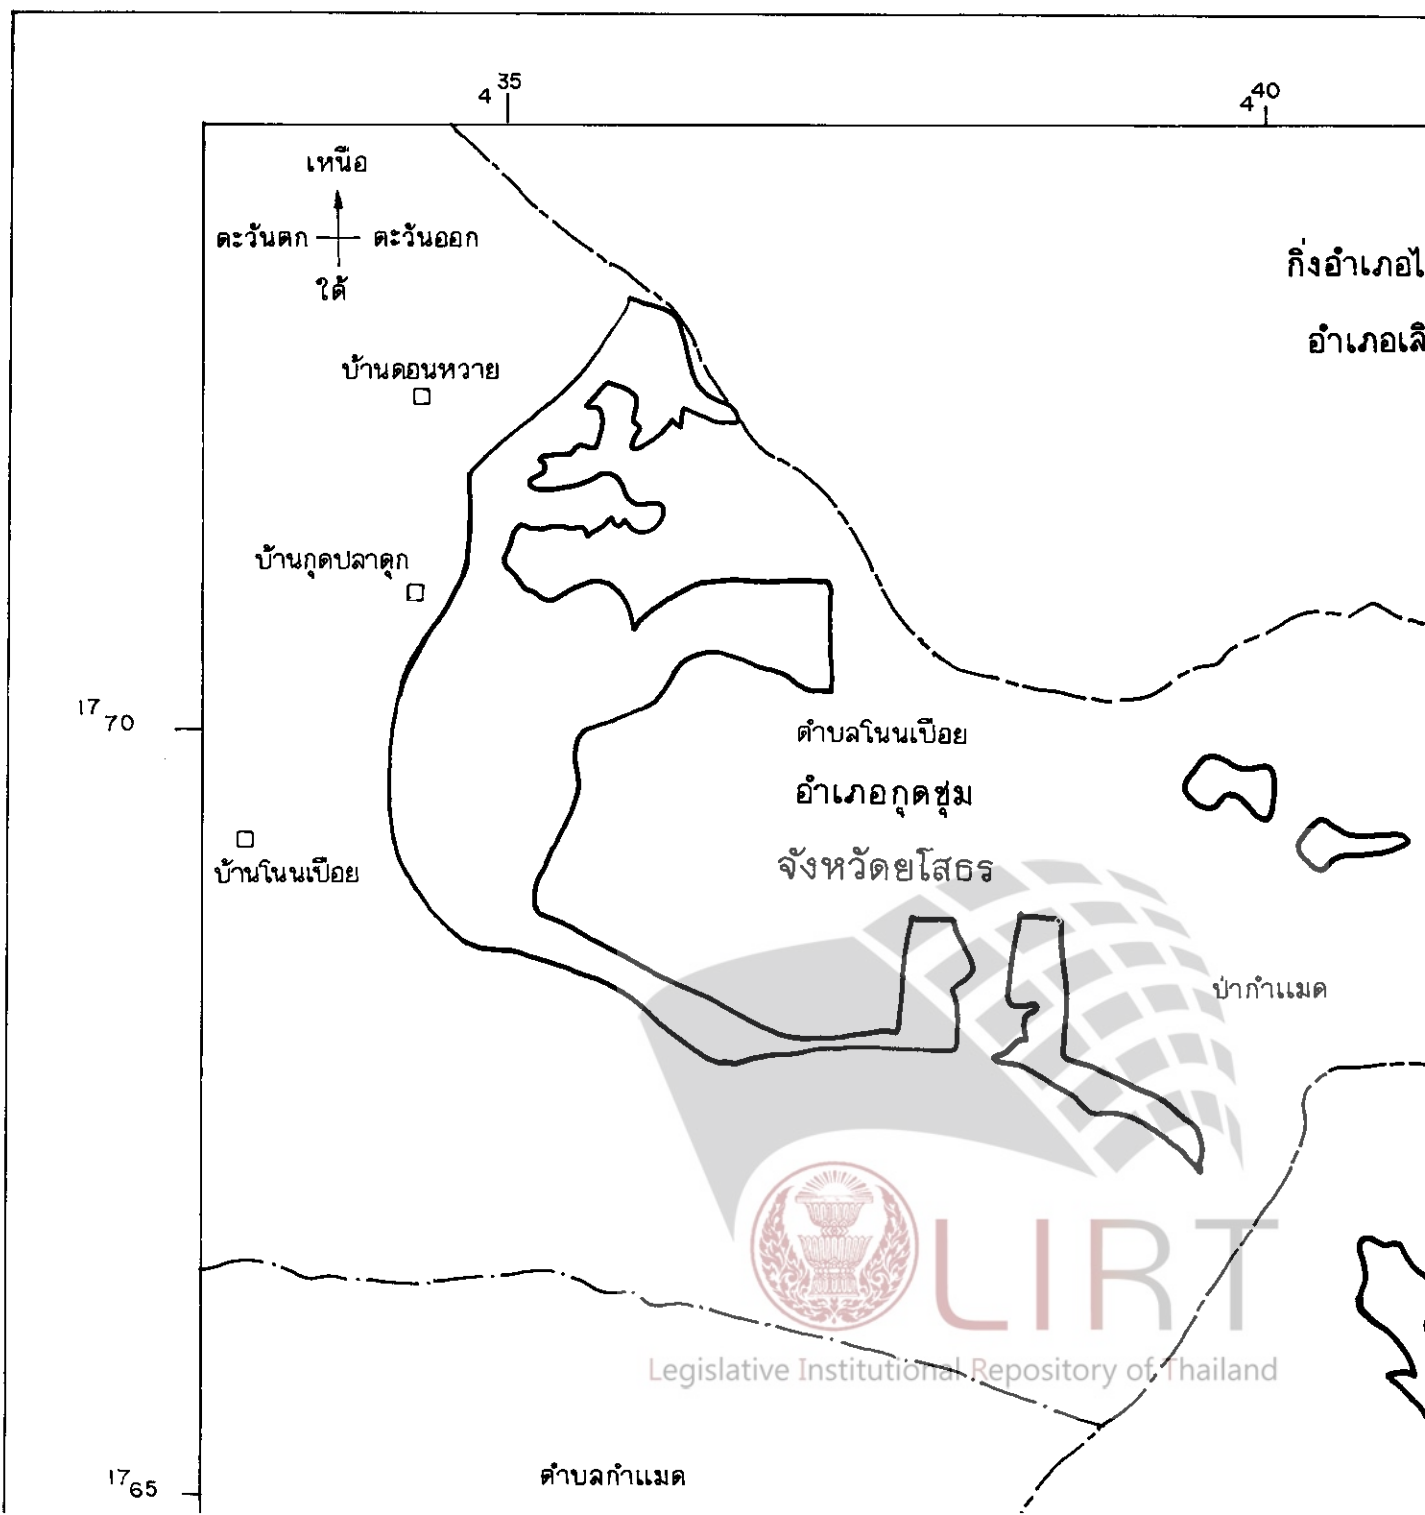 4 35
4 40
เหนือ
ตะวันตก ตะวันออก
ใต้
กิ่งอำเภอไ
อำเภอเลิ
บ้านดอนหวาย
บ้านกุดปลาดุก
17 70
ตำบลโนนเปือย
อำเภอกุดชุม
จังหวัดยโสธร
บ้านโนนเปือย
ป่ากำแมด
LIRT
Legislative Institutional Repository of Thailand
ตำบลกำแมด
17 65